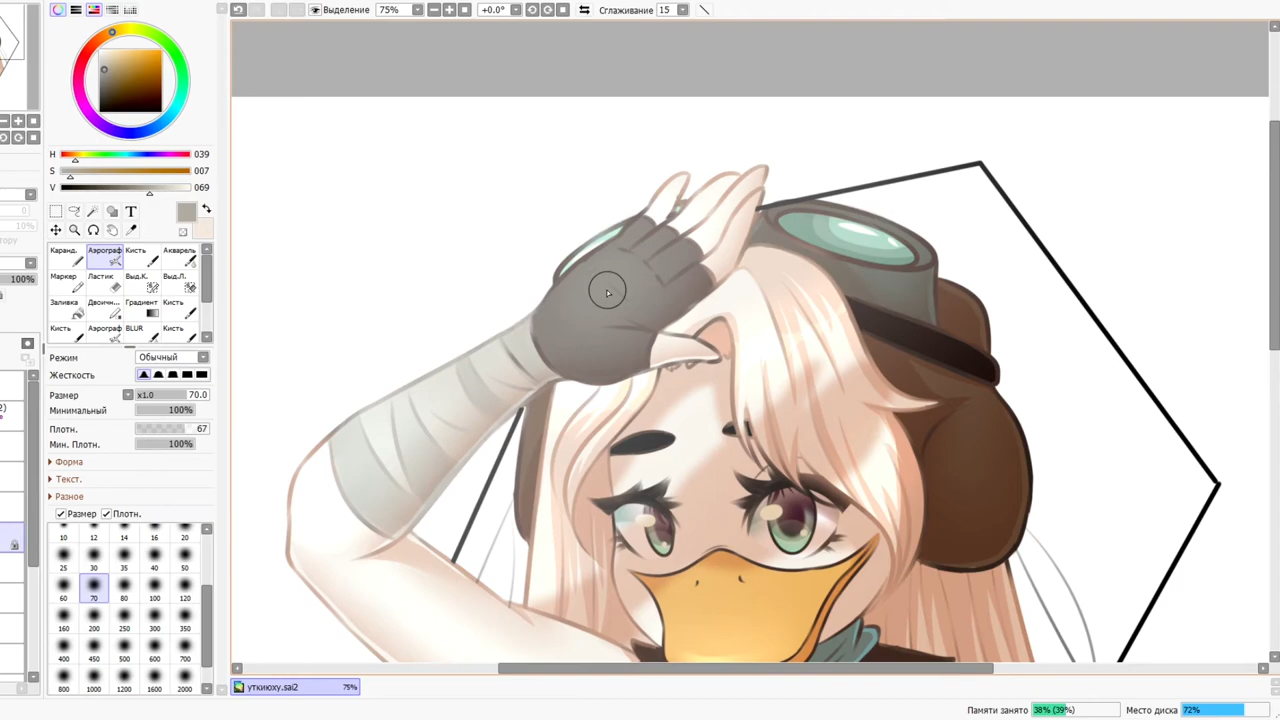 Выделение 75% +0.0° Сглаживание 15
H 039
S 007
V 069
T
Каранд. Аэрограф Кисть Акварель
Маркер Ластик Выд.К. Выд.Л.
Заливка Двоичн... Градиент Кисть
Кисть Аэрограф BLUR Кисть
Режим Обычный
Жесткость
Размер x1.0 70.0
Минимальный 100%
Плотн. 67
Мин. Плотн. 100%
Форма
Текст.
Разное
Размер Плотн.
10 12 14 16 20
25 30 35 40 50
60 70 80 100 120
160 200 250 300 350
400 450 500 600 700
800 1000 1200 1600 2000
0
10%
100%
2)
уткиюху.sai2 75%
Памяти занято 38% (39%) Место диска 72%